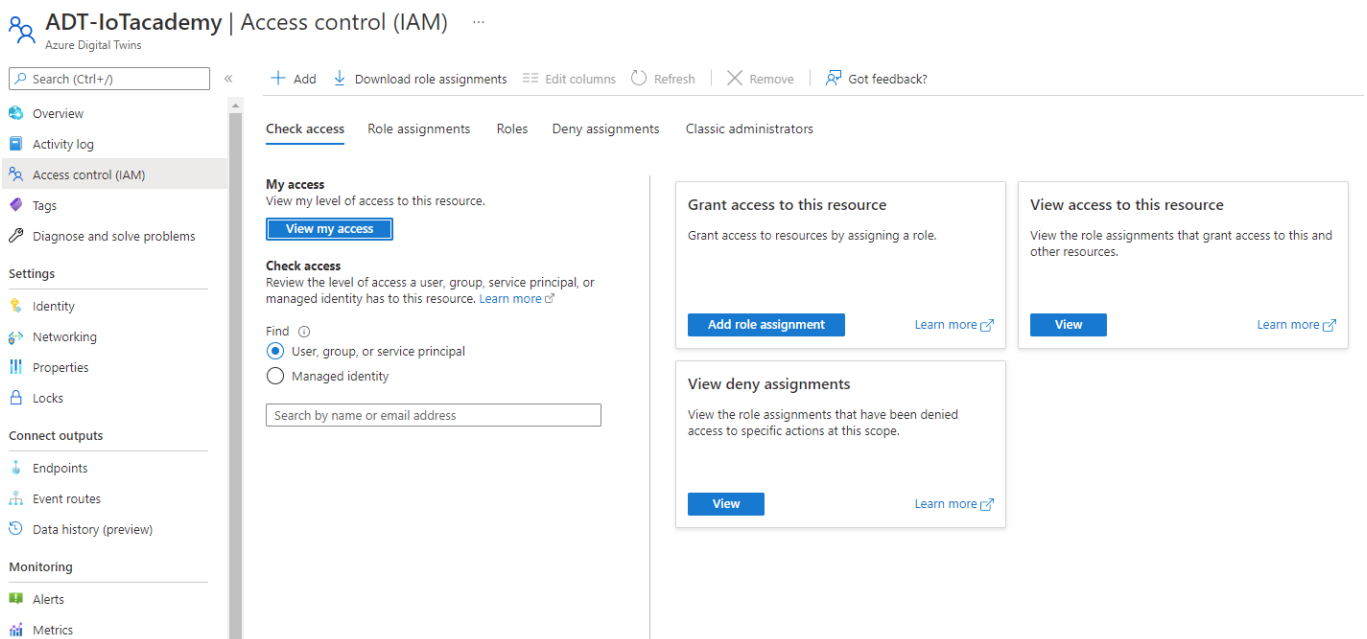 ADT-IoTacademy | Access control (IAM) ...
Azure Digital Twins
Search (Ctrl+/)
«
Overview
Activity log
Access control (IAM)
Tags
Diagnose and solve problems
Settings
Identity
Networking
Properties
Locks
Connect outputs
Endpoints
Event routes
Data history (preview)
Monitoring
Alerts
Metrics
Add Download role assignments Edit columns Refresh Remove Got feedback?
Check access Role assignments Roles Deny assignments Classic administrators
My access
View my level of access to this resource.
View my access
Check access
Review the level of access a user, group, service principal, or
managed identity has to this resource. Learn more
Find
User, group, or service principal
Managed identity
Search by name or email address
Grant access to this resource
Grant access to resources by assigning a role.
Add role assignment Learn more
View access to this resource
View the role assignments that grant access to this and
other resources.
View Learn more
View deny assignments
View the role assignments that have been denied
access to specific actions at this scope.
View Learn more